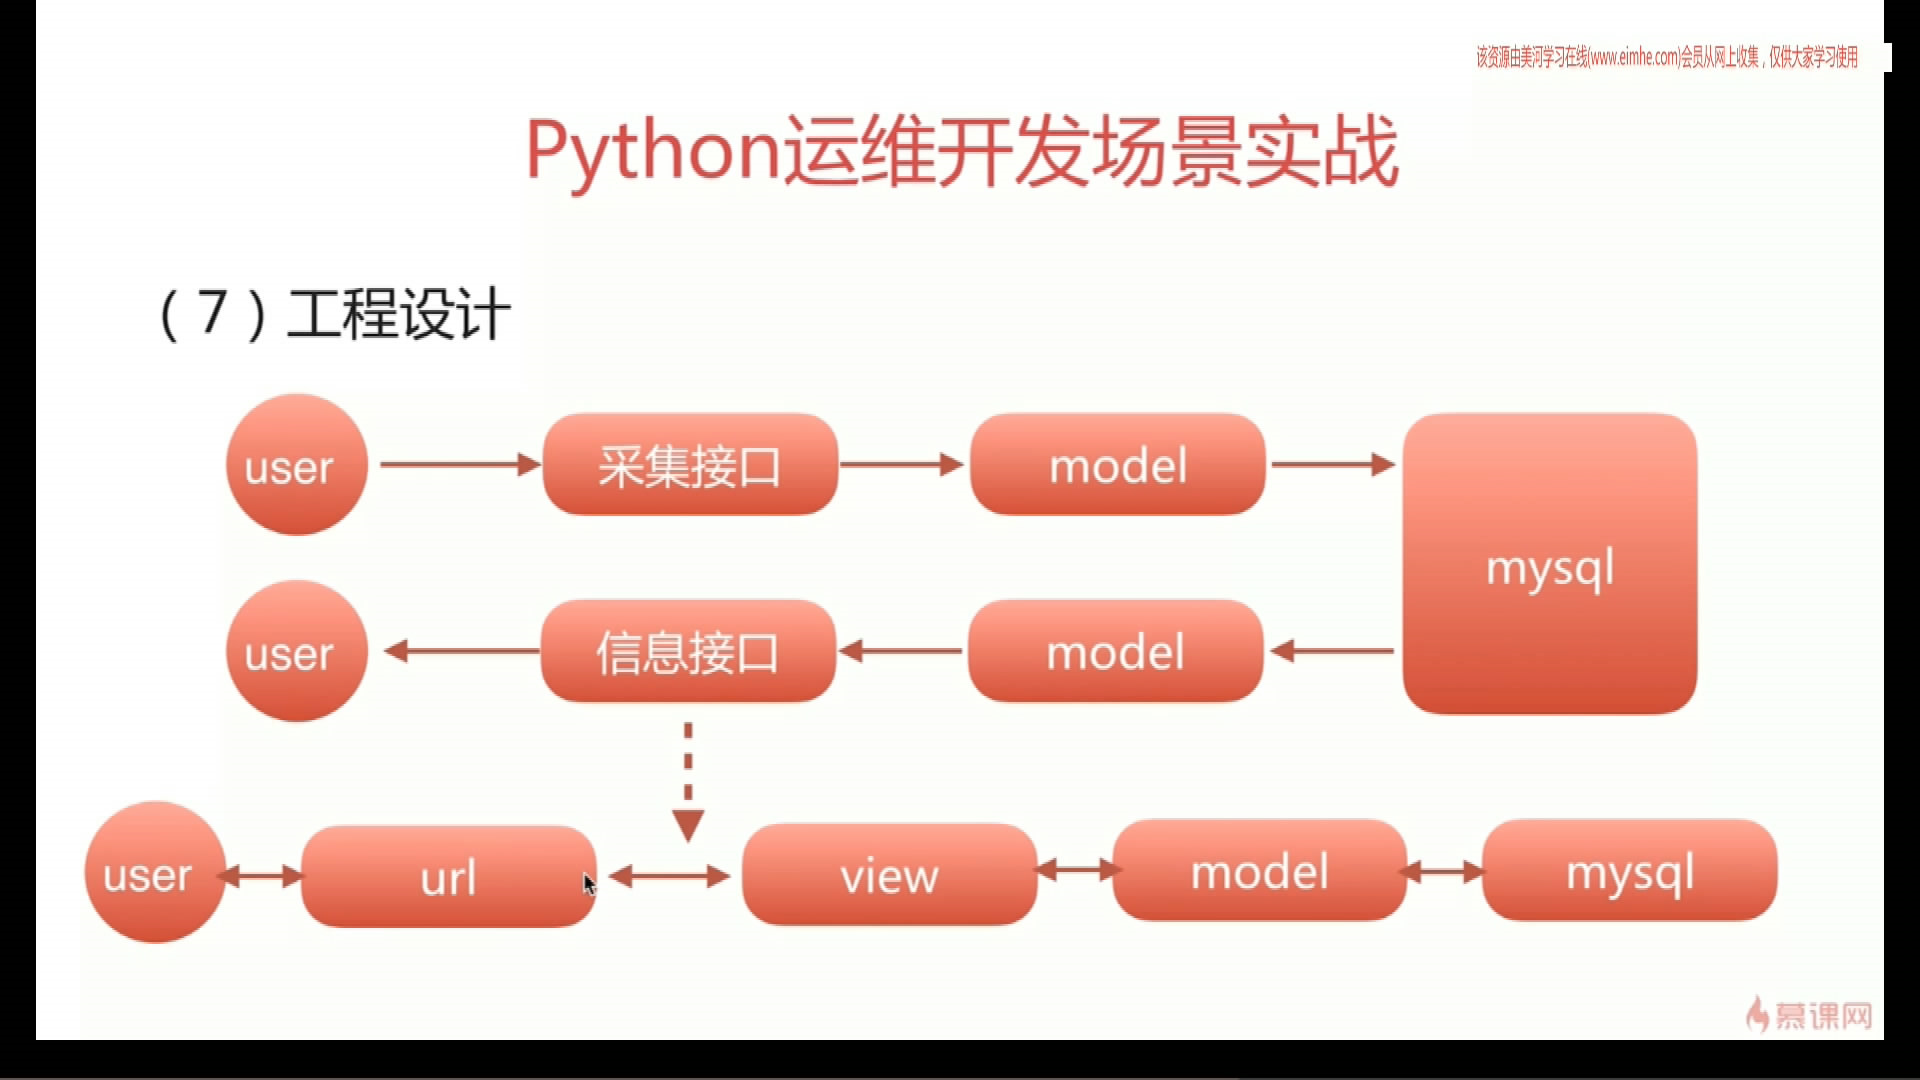 该资源由美河学习在线(www.eimhe.com)会员从网上收集，仅供大家学习使用
Python运维开发场景实战
（7）工程设计
user 采集接口 model
mysql
user 信息接口 model
user url view model mysql
慕课网